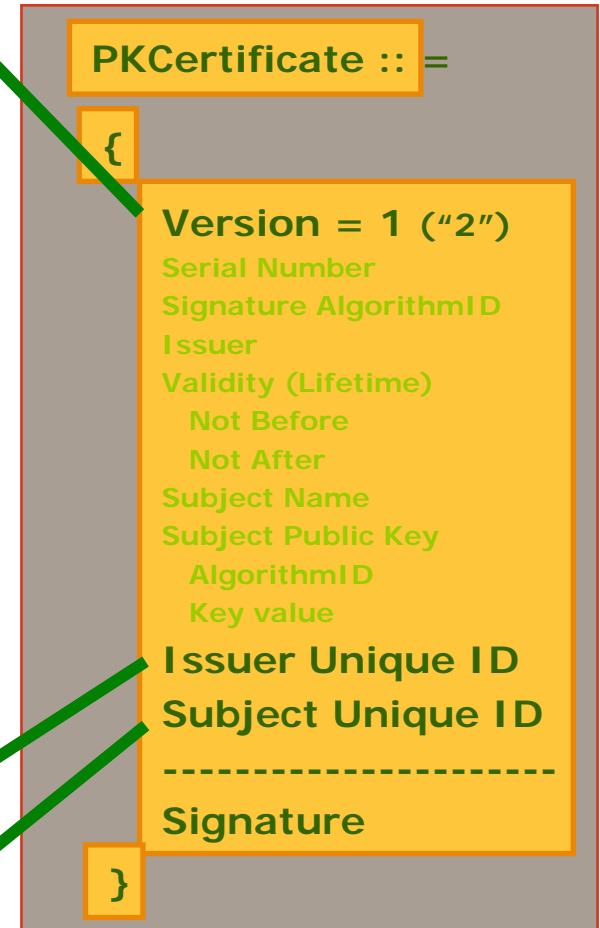 PKCertificate :: =
{
Version = 1 (“2”)
Serial Number
Signature AlgorithmID
Issuer
Validity (Lifetime)
Not Before
Not After
Subject Name
Subject Public Key
AlgorithmID
Key value
Issuer Unique ID
Subject Unique ID
----------------------
Signature
}